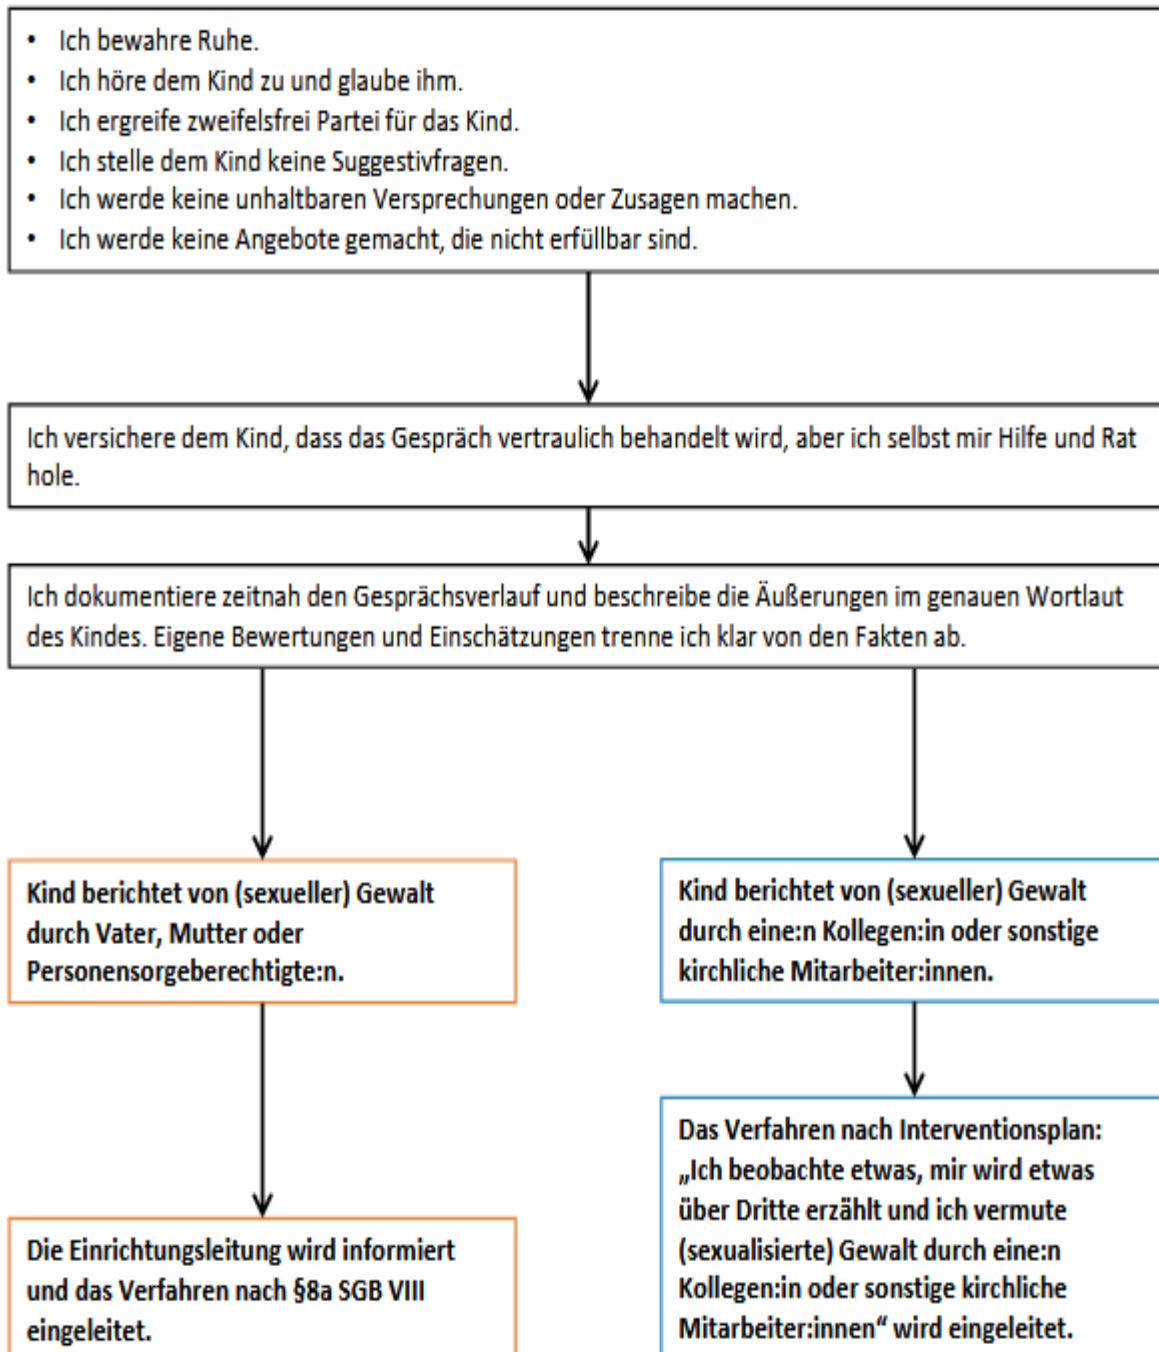 • Ich bewahre Ruhe.
• Ich höre dem Kind zu und glaube ihm.
• Ich ergreife zweifelsfrei Partei für das Kind.
• Ich stelle dem Kind keine Suggestivfragen.
• Ich werde keine unhaltbaren Versprechungen oder Zusagen machen.
• Ich werde keine Angebote gemacht, die nicht erfüllbar sind.
Ich versichere dem Kind, dass das Gespräch vertraulich behandelt wird, aber ich selbst mir Hilfe und Rat
hole.
Ich dokumentiere zeitnah den Gesprächsverlauf und beschreibe die Äußerungen im genauen Wortlaut
des Kindes. Eigene Bewertungen und Einschätzungen trenne ich klar von den Fakten ab.
Kind berichtet von (sexueller) Gewalt
durch Vater, Mutter oder
Personensorgeberechtigte:n.
Die Einrichtungsleitung wird informiert
und das Verfahren nach §8a SGB VIII
eingeleitet.
Kind berichtet von (sexueller) Gewalt
durch eine:n Kollegen:in oder sonstige
kirchliche Mitarbeiter:innen.
Das Verfahren nach Interventionsplan:
„Ich beobachte etwas, mir wird etwas
über Dritte erzählt und ich vermute
(sexualisierte) Gewalt durch eine:n
Kollegen:in oder sonstige kirchliche
Mitarbeiter:innen“ wird eingeleitet.